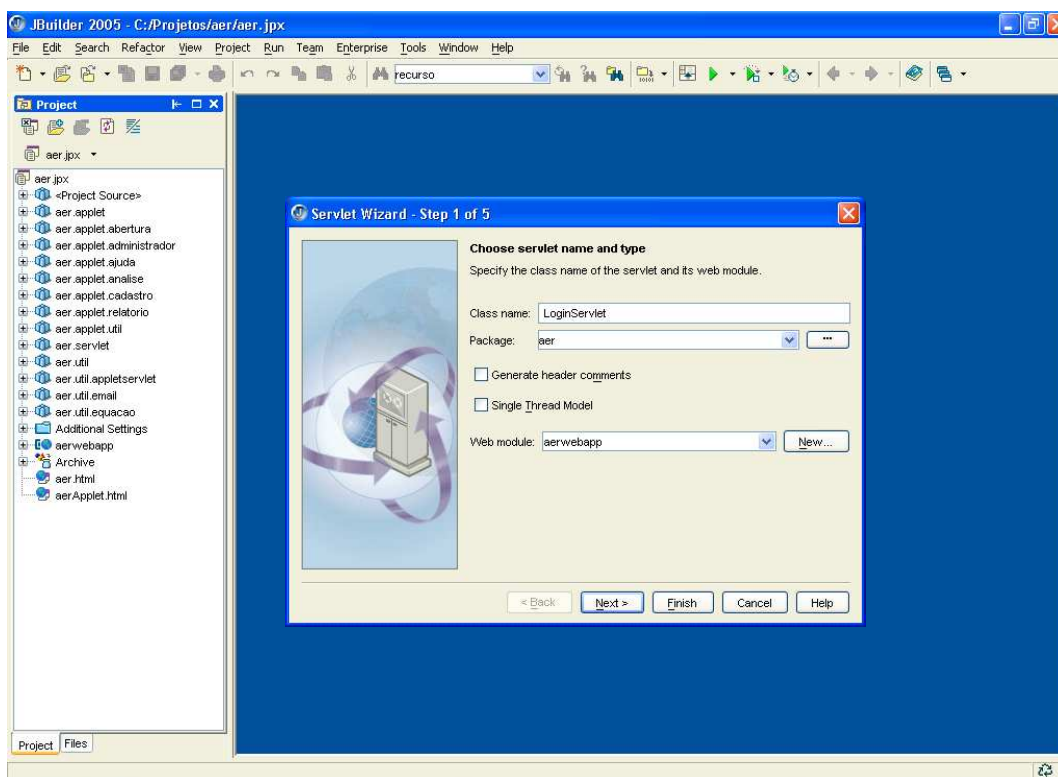 JBuilder 2005 - C:/Projetos/aer/aer.jpx
File Edit Search Refactor View Project Run Team Enterprise Tools Window Help
recurso
Project
aer.jpx
aer.jpx
<Project Source>
aer.applet
aer.applet.abertura
aer.applet.administrador
aer.applet.ajuda
aer.applet.analise
aer.applet.cadastro
aer.applet.relatorio
aer.applet.util
aer.servlet
aer.util
aer.util.appletservlet
aer.util.email
aer.util.equacao
Additional Settings
aerwebapp
Archive
aer.html
aerApplet.html
Project Files
Servlet Wizard - Step 1 of 5
Choose servlet name and type
Specify the class name of the servlet and its web module.
Class name: LoginServlet
Package: aer ...
Generate header comments
Single Thread Model
Web module: aerwebapp New...
< Back Next > Finish Cancel Help